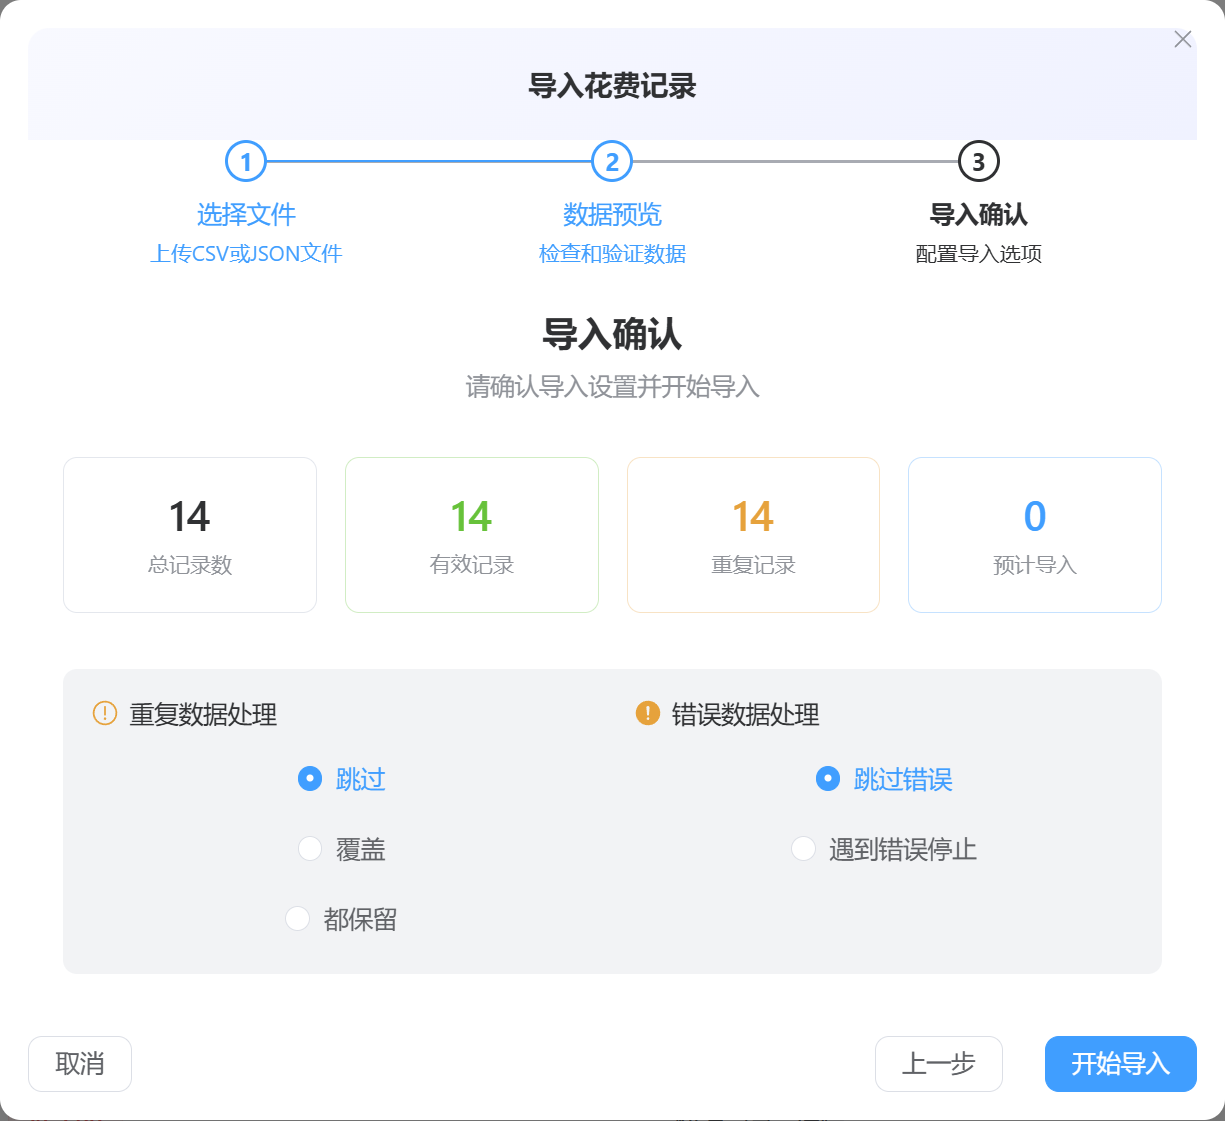 导入花费记录
1
2
3
选择文件
数据预览
导入确认
上传CSV或JSON文件
检查和验证数据
配置导入选项
导入确认
请确认导入设置并开始导入
14
14
14
0
总记录数
有效记录
重复记录
预计导入
重复数据处理
错误数据处理
跳过
跳过错误
覆盖
遇到错误停止
都保留
取消
上一步
开始导入